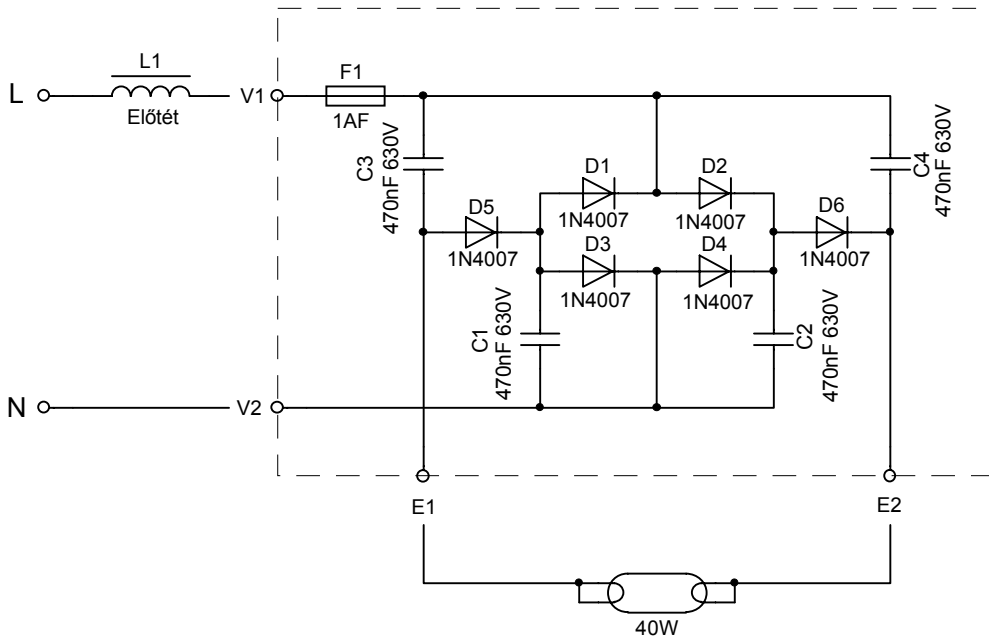 L1
L
Előtét
V1
F1
1AF
C3
470nF 630V
D1
1N4007
D2
1N4007
C4
470nF 630V
D5
1N4007
D6
1N4007
D3
1N4007
D4
1N4007
C1
470nF 630V
C2
470nF 630V
N
V2
E1
E2
40W